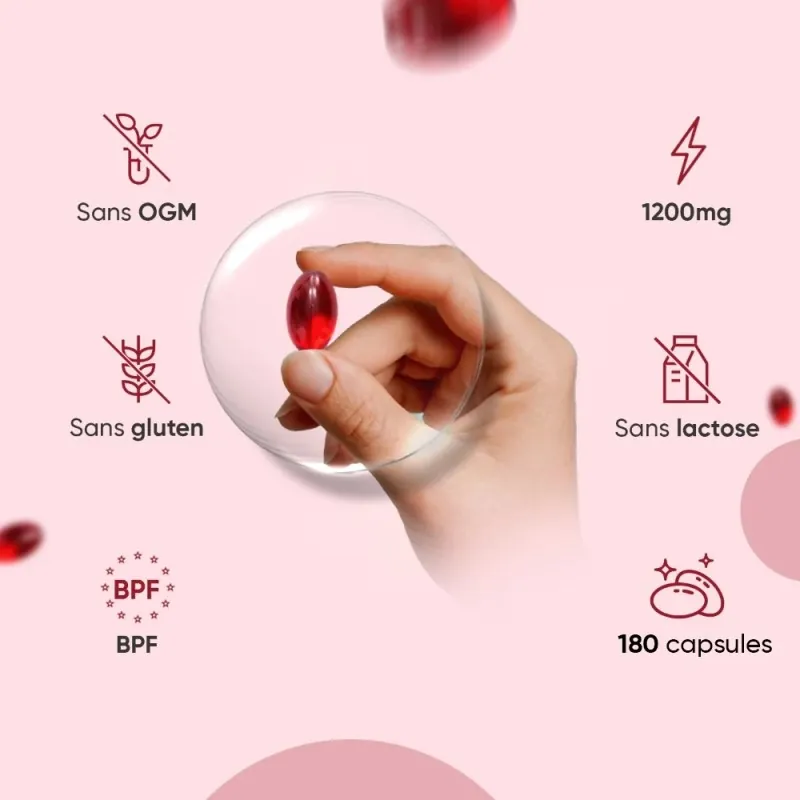 Sans OGM
1200mg
Sans gluten
Sans lactose
BPF
BPF
180 capsules